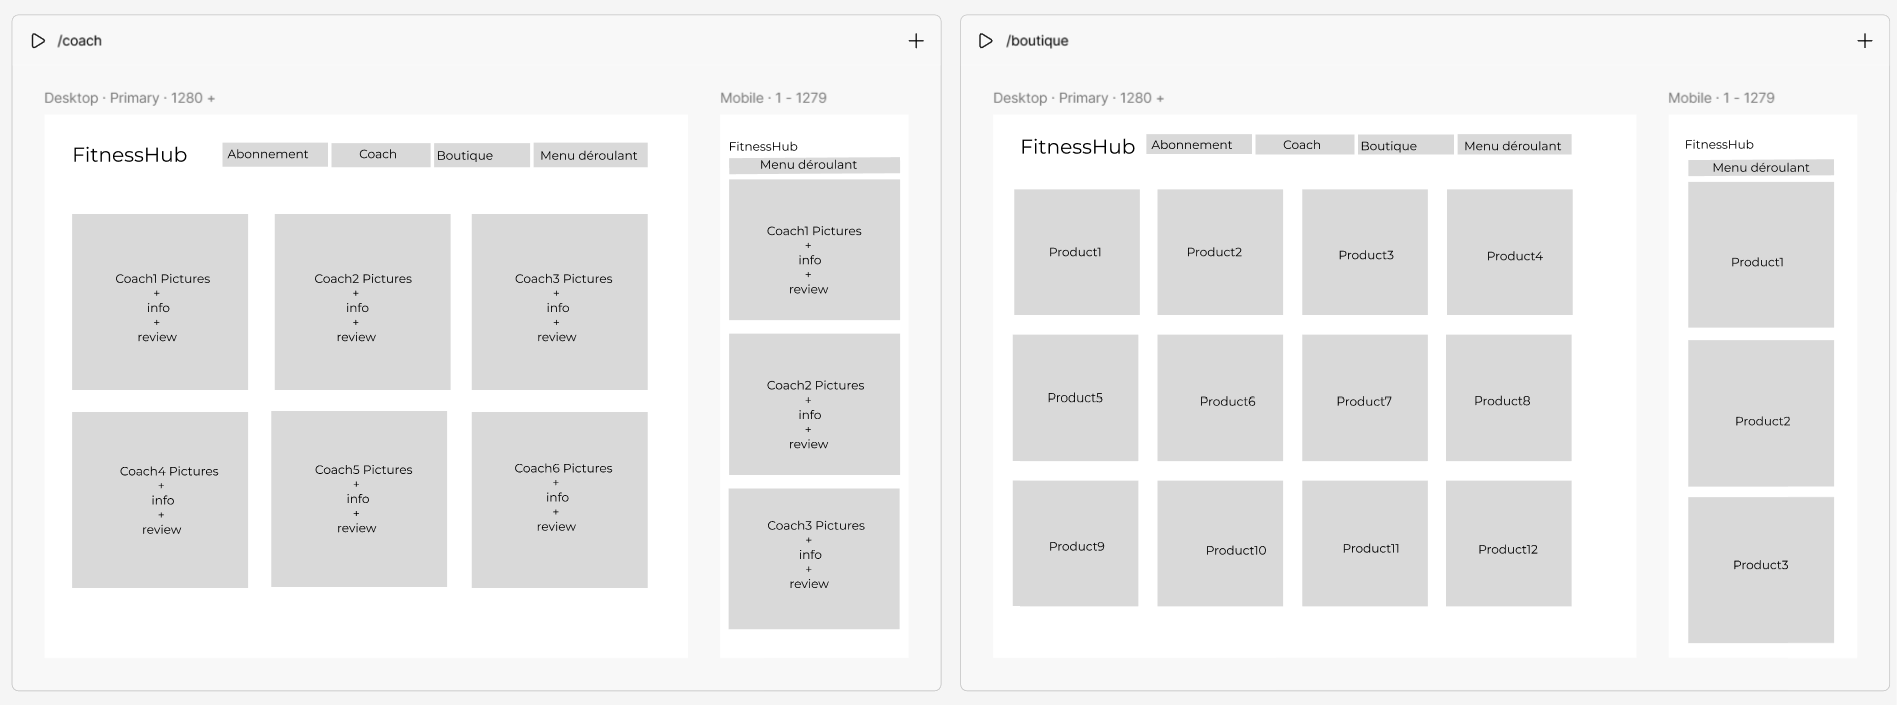 /coach
Desktop · Primary · 1280 +
FitnessHub
Abonnement
Coach
Boutique
Menu déroulant
Coach1 Pictures
+
info
+
review
Coach2 Pictures
+
info
+
review
Coach3 Pictures
+
info
+
review
Coach4 Pictures
+
info
+
review
Coach5 Pictures
+
info
+
review
Coach6 Pictures
+
info
+
review
Mobile · 1 - 1279
FitnessHub
Menu déroulant
Coach1 Pictures
+
info
+
review
Coach2 Pictures
+
info
+
review
Coach3 Pictures
+
info
+
review
/boutique
Desktop · Primary · 1280 +
FitnessHub
Abonnement
Coach
Boutique
Menu déroulant
Product1
Product2
Product3
Product4
Product5
Product6
Product7
Product8
Product9
Product10
Product11
Product12
Mobile · 1 - 1279
FitnessHub
Menu déroulant
Product1
Product2
Product3